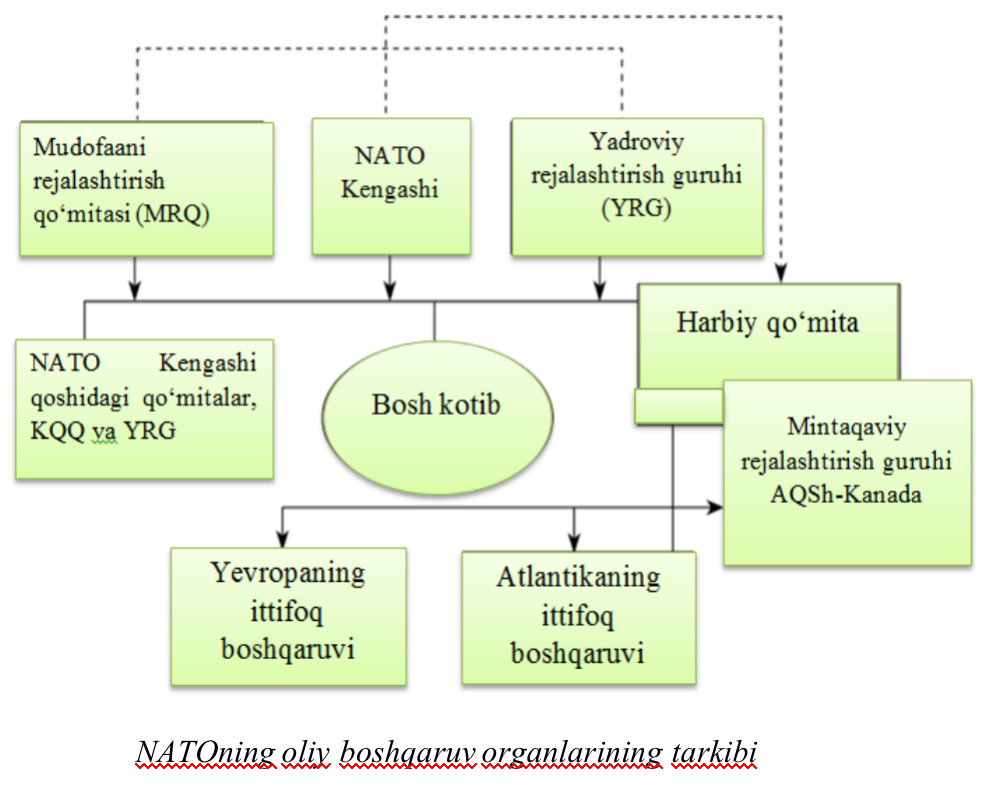 Mudofaani
rejalashtirish
qo‘mitasi (MRQ)
NATO
Kengashi
Yadroviy
rejalashtirish guruhi
(YRG)
NATO Kengashi
qoshidagi qo‘mitalar,
KQQ va YRG
Bosh kotib
Harbiy qo‘mita
Mintaqaviy
rejalashtirish guruhi
AQSh-Kanada
Yevropaning
ittifoq
boshqaruvi
Atlantikaning
ittifoq
boshqaruvi
NATOning oliy boshqaruv organlarining tarkibi